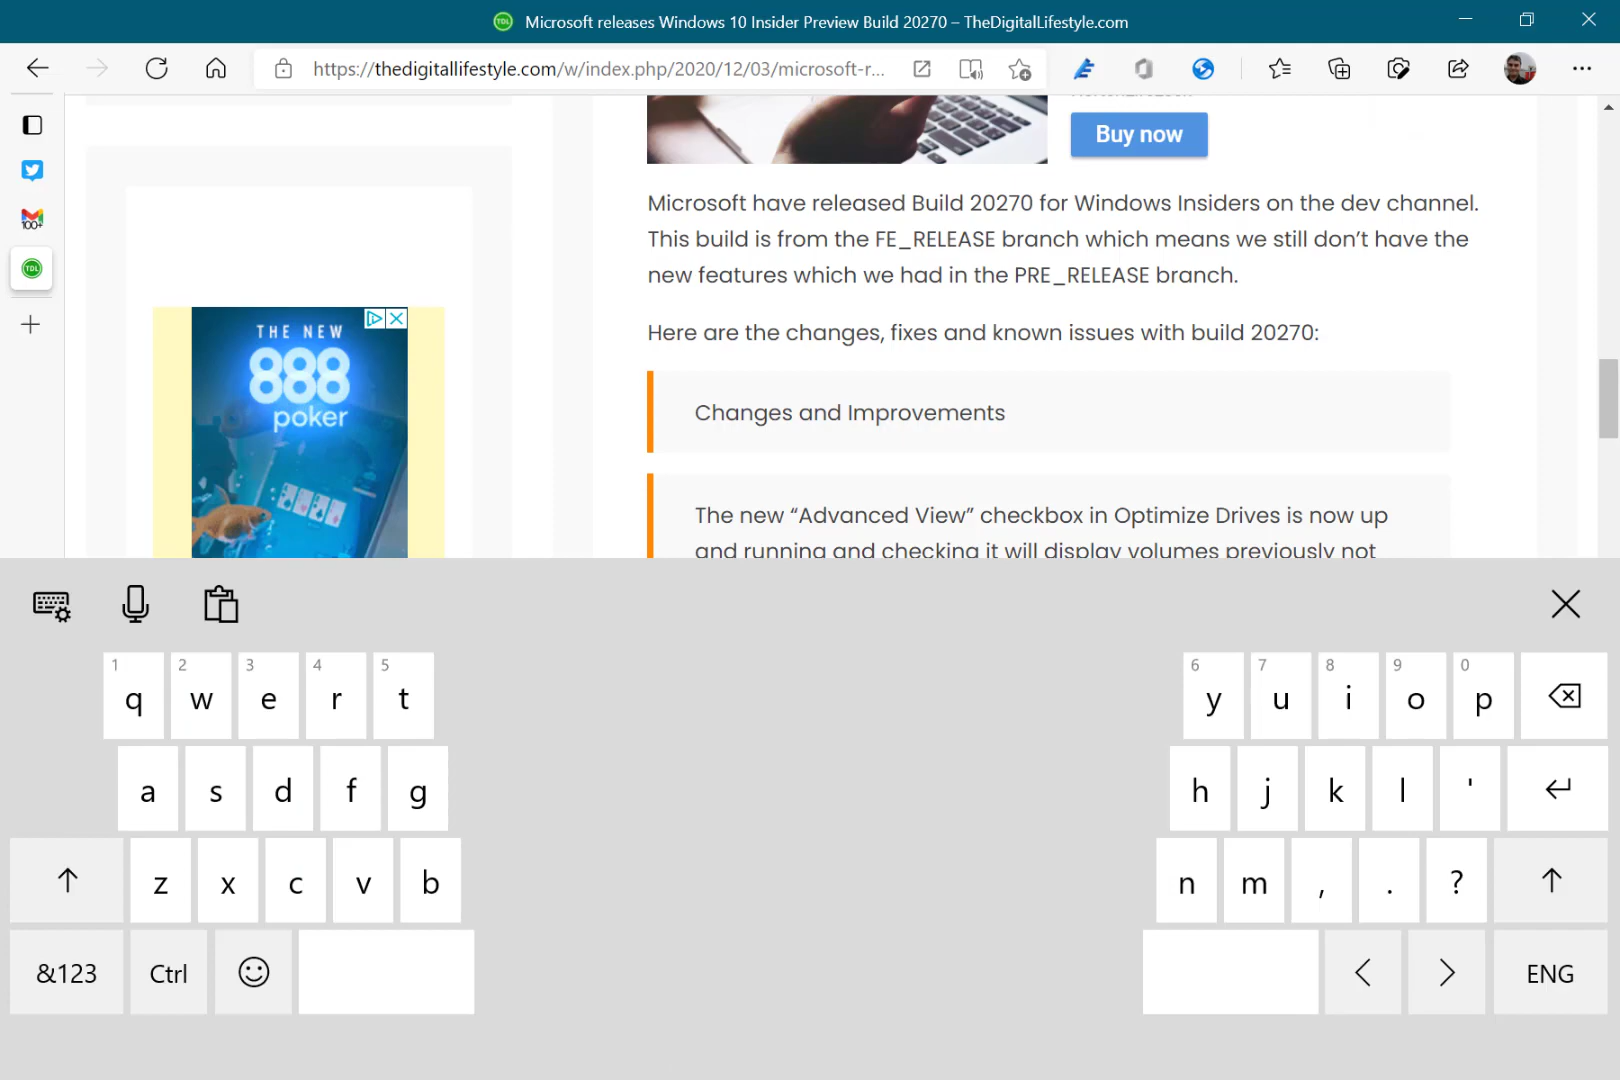 Microsoft releases Windows 10 Insider Preview Build 20270 – TheDigitalLifestyle.com
https://thedigitallifestyle.com/w/index.php/2020/12/03/microsoft-r...
100+
TDL
Buy now
Microsoft have released Build 20270 for Windows Insiders on the dev channel.
This build is from the FE_RELEASE branch which means we still don’t have the
new features which we had in the PRE_RELEASE branch.
Here are the changes, fixes and known issues with build 20270:
Changes and Improvements
The new “Advanced View” checkbox in Optimize Drives is now up
and running and checking it will display volumes previously not
THE NEW
888
poker
1 2 3 4 5 6 7 8 9 0
q w e r t y u i o p
a s d f g h j k l '
z x c v b n m , . ?
&123 Ctrl ENG